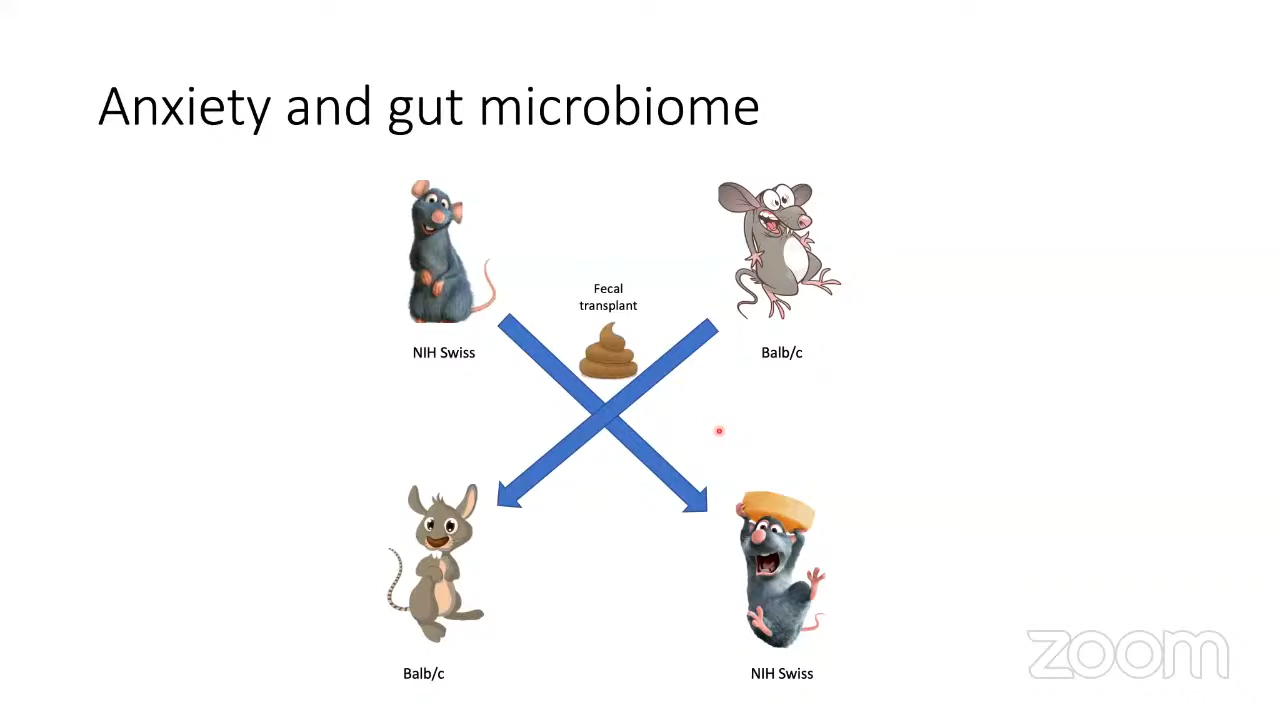 Anxiety and gut microbiome
Fecal
transplant
NIH Swiss
Balb/c
Balb/c
NIH Swiss
zoom